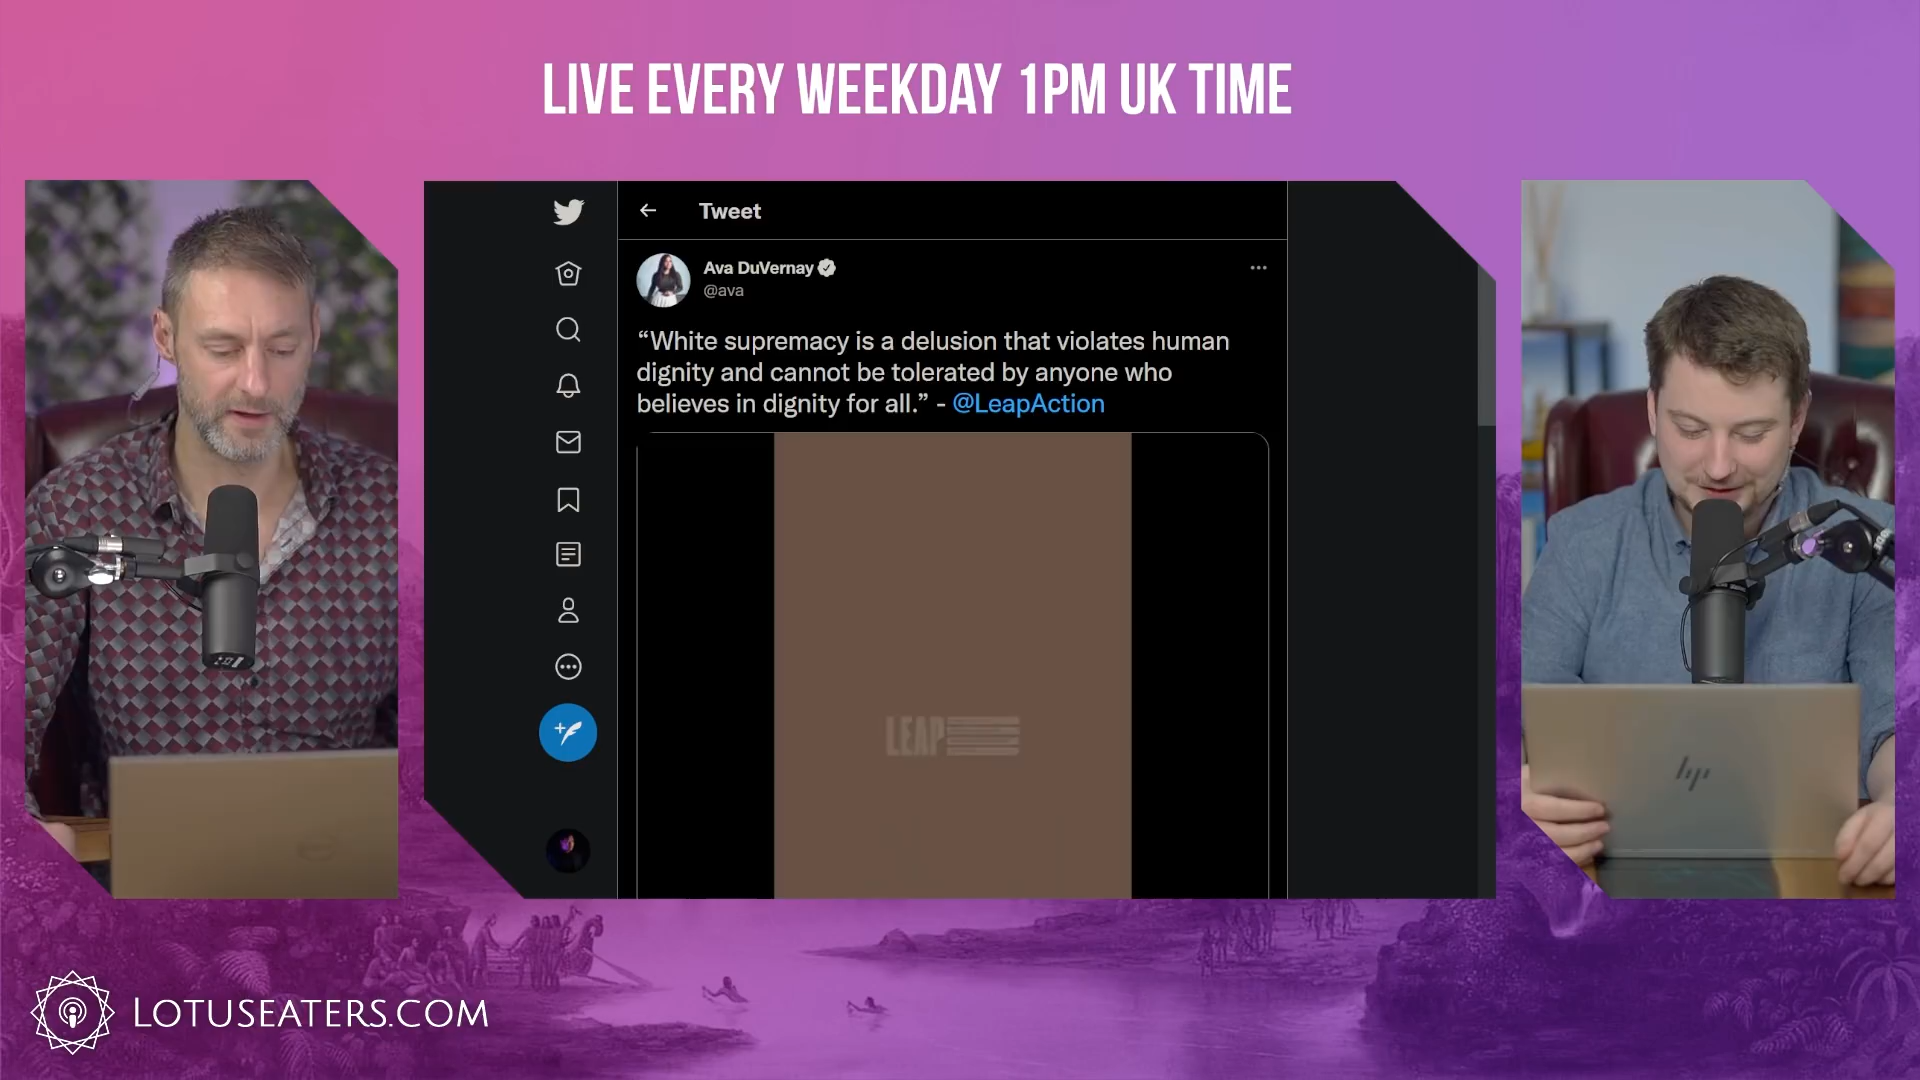 LIVE EVERY WEEKDAY 1PM UK TIME
Tweet
Ava DuVernay
@ava
“White supremacy is a delusion that violates human
dignity and cannot be tolerated by anyone who
believes in dignity for all.” - @LeapAction
LEAP
hp
LOTUSEATERS.COM